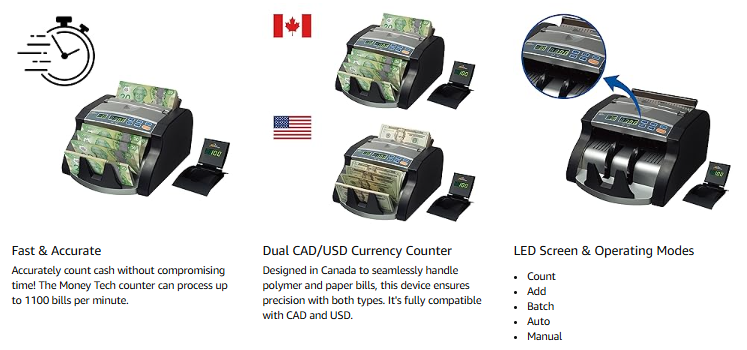 Fast & Accurate
Accurately count cash without compromising
time! The Money Tech counter can process up
to 1100 bills per minute.
Dual CAD/USD Currency Counter
Designed in Canada to seamlessly handle
polymer and paper bills, this device ensures
precision with both types. It's fully compatible
with CAD and USD.
LED Screen & Operating Modes
Count
Add
Batch
Auto
Manual